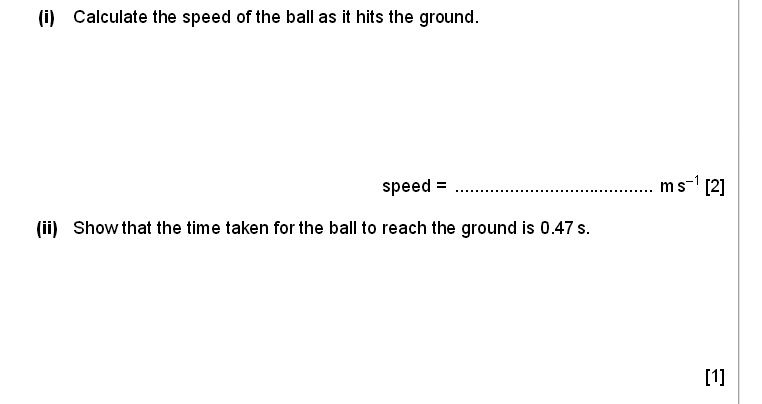 (i) Calculate the speed of the ball as it hits the ground.
speed = ........................................ m s⁻¹ [2]
(ii) Show that the time taken for the ball to reach the ground is 0.47 s.
[1]